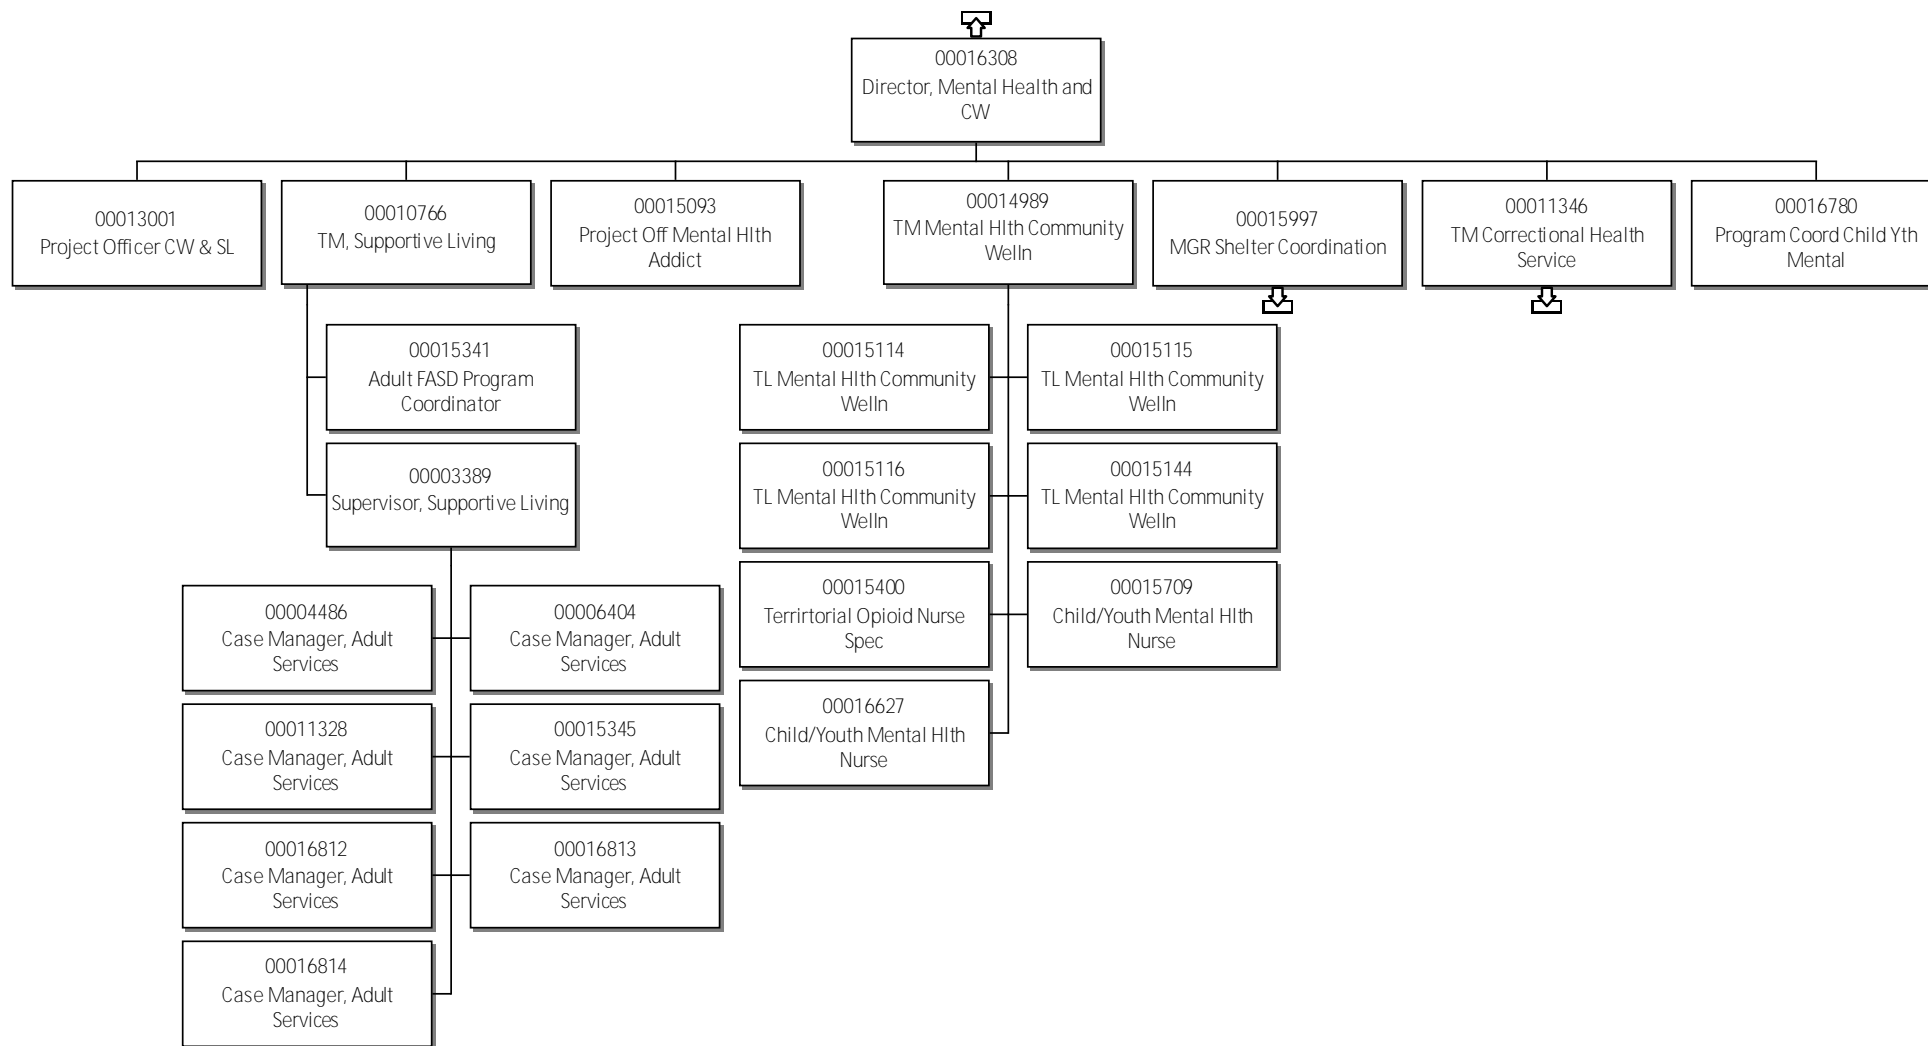 00016308
Director, Mental Health and
CW
00013001
Project Officer CW & SL
00010766
TM, Supportive Living
00015093
Project Off Mental Hlth
Addict
00014989
TM Mental Hlth Community
Welln
00015997
MGR Shelter Coordination
00011346
TM Correctional Health
Service
00016780
Program Coord Child Yth
Mental
00015341
Adult FASD Program
Coordinator
00003389
Supervisor, Supportive Living
00004486
Case Manager, Adult
Services
00006404
Case Manager, Adult
Services
00011328
Case Manager, Adult
Services
00015345
Case Manager, Adult
Services
00016812
Case Manager, Adult
Services
00016813
Case Manager, Adult
Services
00016814
Case Manager, Adult
Services
00015114
TL Mental Hlth Community
Welln
00015115
TL Mental Hlth Community
Welln
00015116
TL Mental Hlth Community
Welln
00015144
TL Mental Hlth Community
Welln
00015400
Terrirtorial Opioid Nurse
Spec
00015709
Child/Youth Mental Hlth
Nurse
00016627
Child/Youth Mental Hlth
Nurse